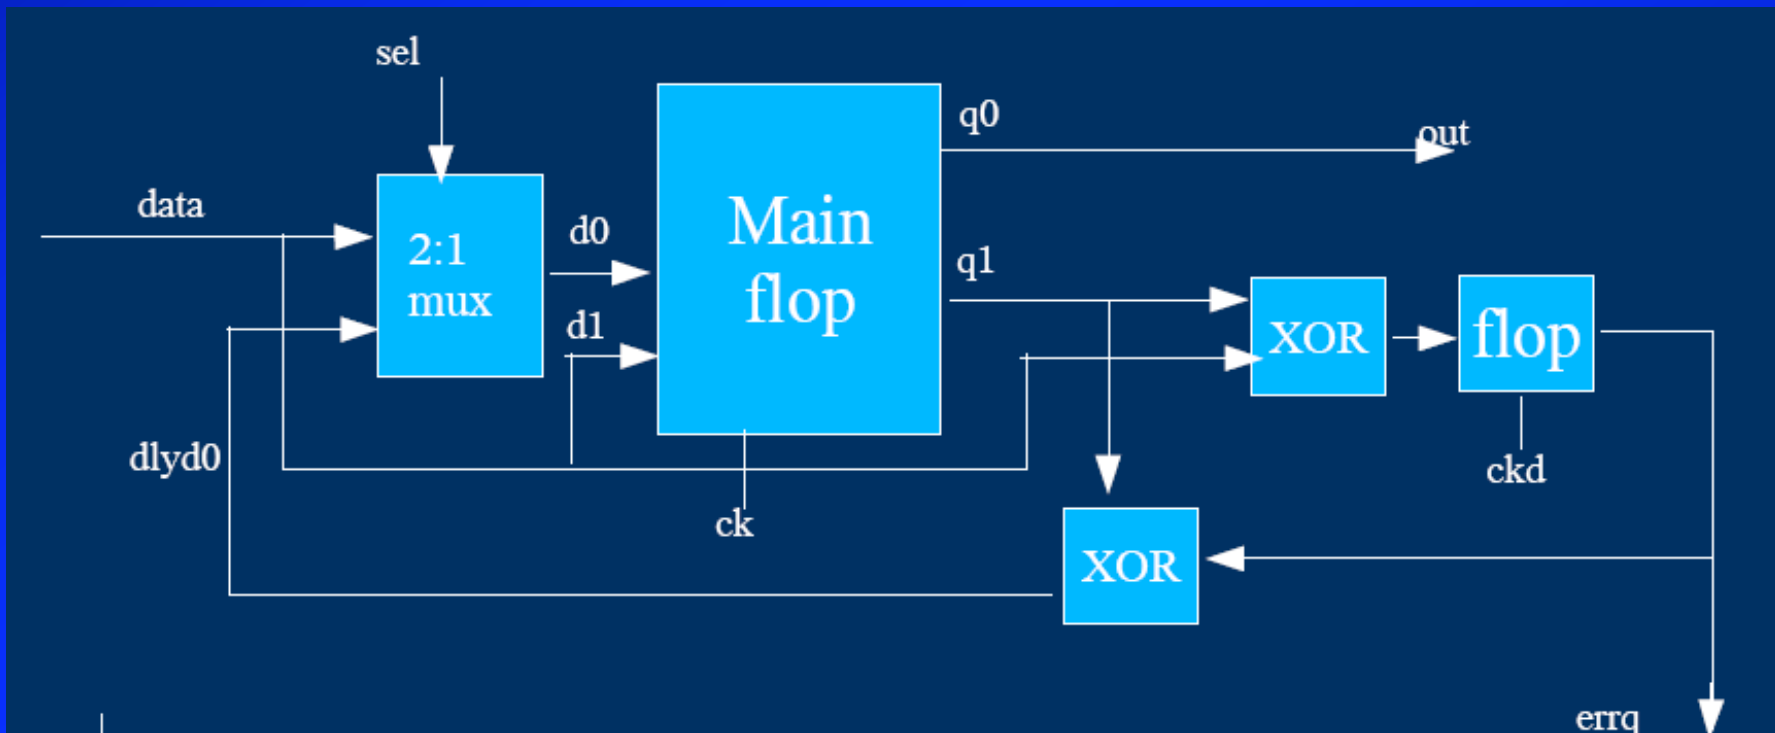 sel
q0
out
data
2:1
mux
d0
Main
flop
q1
d1
XOR
flop
dlyd0
ckd
ck
XOR
errq